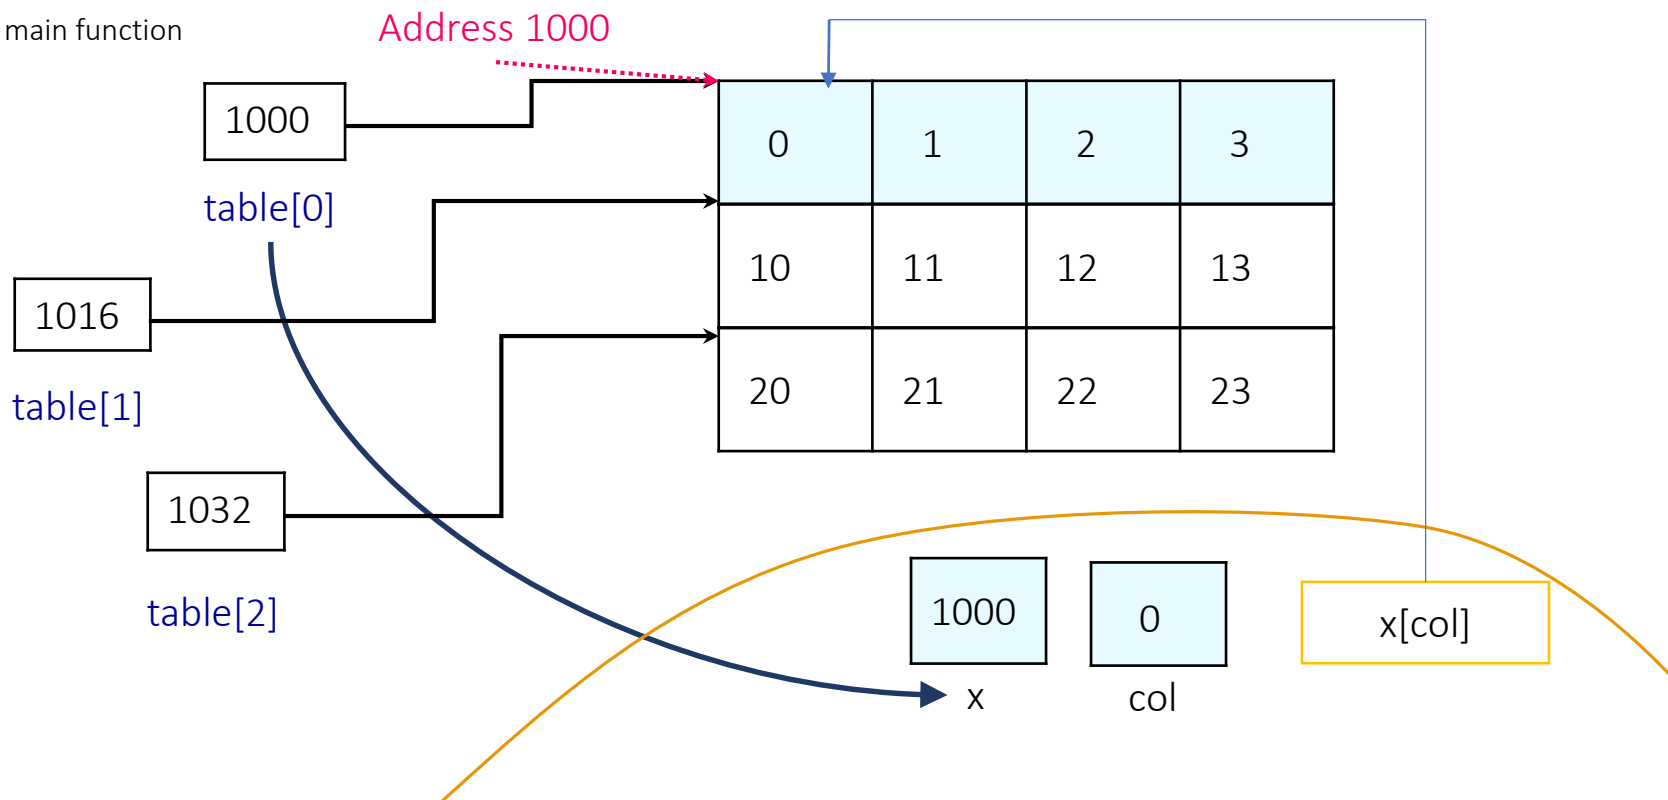 main function
Address 1000
1000
table[0]
0 1 2 3
10 11 12 13
20 21 22 23
1016
table[1]
1032
table[2]
1000
x
0
col
x[col]